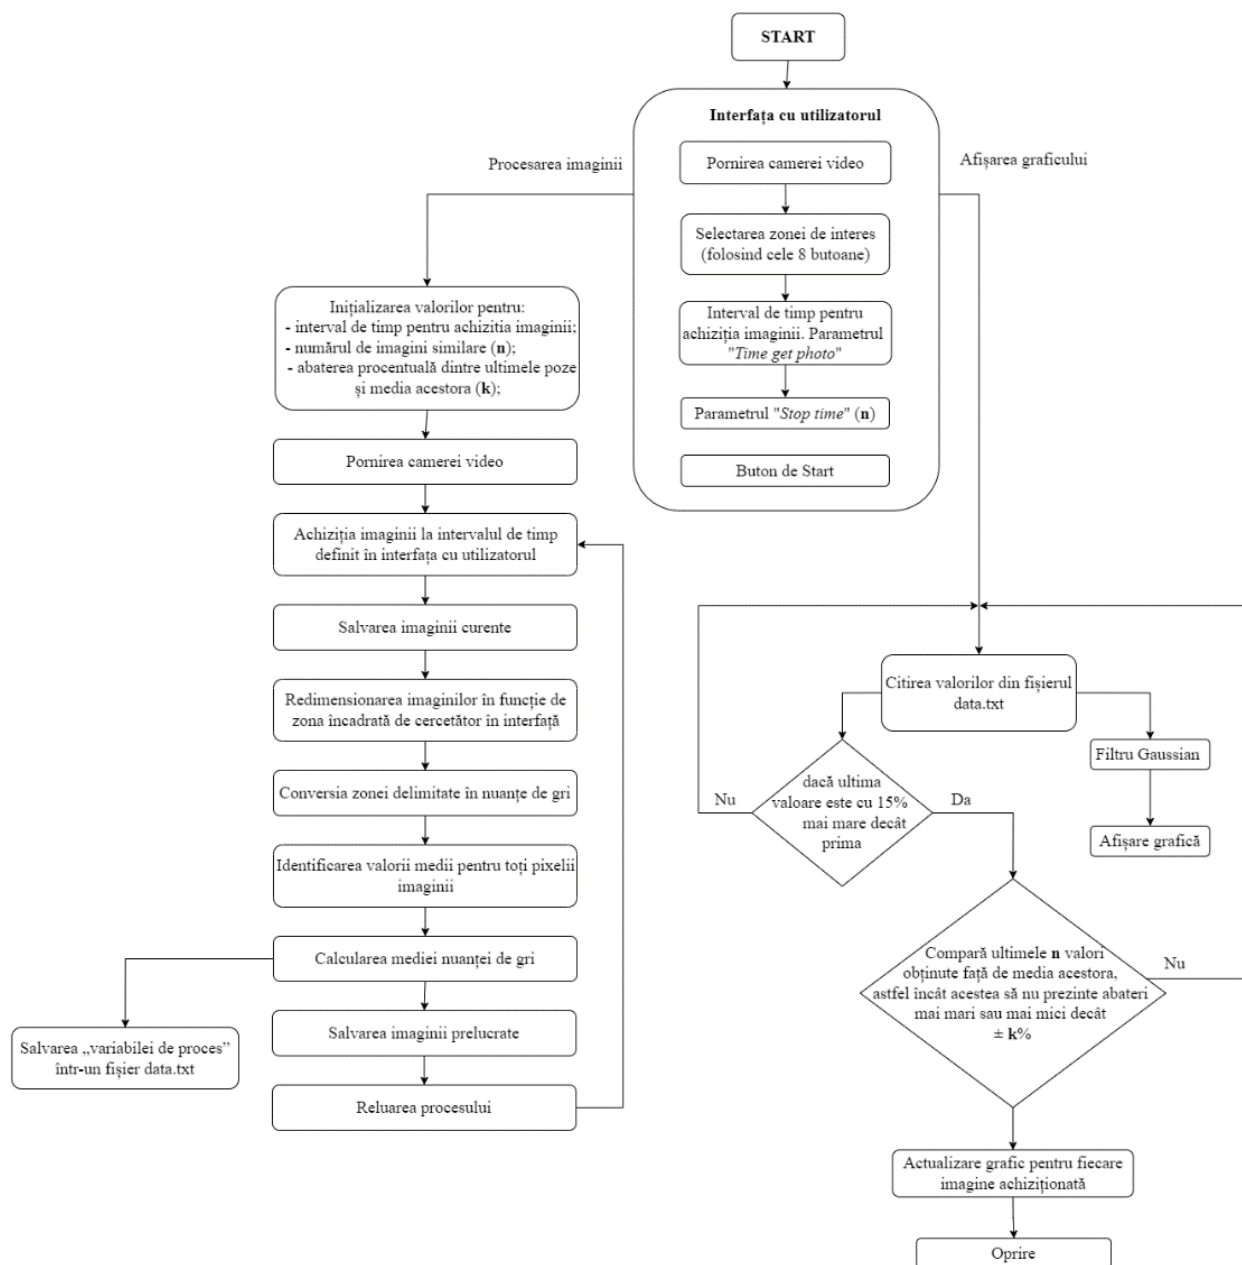 START
Interfața cu utilizatorul
Procesarea imaginii
Afișarea graficului
Pornirea camerei video
Selectarea zonei de interes
(folosind cele 8 butoane)
Interval de timp pentru
achiziția imaginii. Parametrul
"Time get photo"
Parametrul "Stop time" (n)
Buton de Start
Inițializarea valorilor pentru:
- interval de timp pentru achizitia imaginii;
- numărul de imagini similare (n);
- abaterea procentuală dintre ultimele poze
și media acestora (k);
Pornirea camerei video
Achiziția imaginii la intervalul de timp
definit în interfața cu utilizatorul
Salvarea imaginii curente
Redimensionarea imaginilor în funcție de
zona încadrată de cercetător în interfață
Conversia zonei delimitate în nuanțe de gri
Identificarea valorii medii pentru toți pixelii
imaginii
Calcularea mediei nuanței de gri
Salvarea „variabilei de proces”
într-un fișier data.txt
Salvarea imaginii prelucrate
Reluarea procesului
Citirea valorilor din fișierul
data.txt
Filtru Gaussian
Afișare grafică
dacă ultima
valoare este cu 15%
mai mare decât
prima
Nu
Da
Compară ultimele n valori
obținute față de media acestora,
astfel încât acestea să nu prezinte abateri
mai mari sau mai mici decât
± k%
Nu
Actualizare grafic pentru fiecare
imagine achiziționată
Oprire